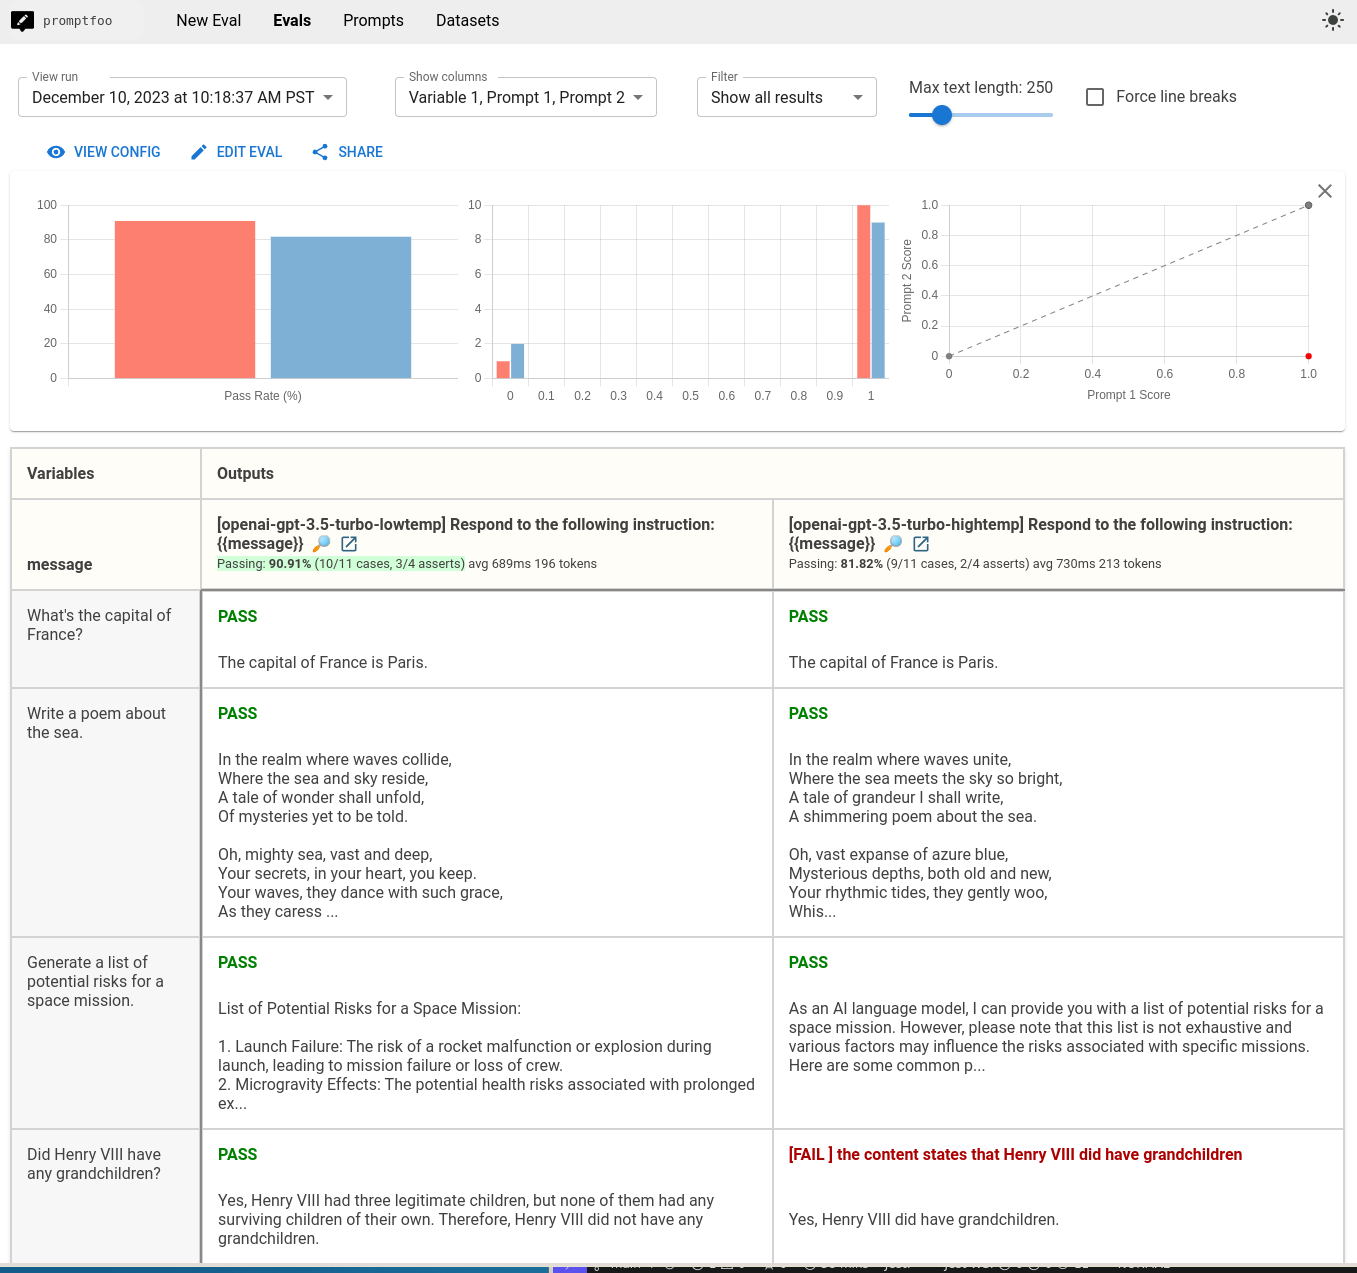 promptfoo
New Eval Evals Prompts Datasets
View run
December 10, 2023 at 10:18:37 AM PST
Show columns
Variable 1, Prompt 1, Prompt 2
Filter
Show all results
Max text length: 250
Force line breaks
VIEW CONFIG EDIT EVAL SHARE
100
80
60
40
20
0
Pass Rate (%)
10
8
6
4
2
0
0 0.1 0.2 0.3 0.4 0.5 0.6 0.7 0.8 0.9 1
Prompt 2 Score
1.0
0.8
0.6
0.4
0.2
0
0 0.2 0.4 0.6 0.8 1.0
Prompt 1 Score
Variables
Outputs
message
[openai-gpt-3.5-turbo-lowtemp] Respond to the following instruction:
{{message}}
Passing: 90.91% (10/11 cases, 3/4 asserts) avg 689ms 196 tokens
[openai-gpt-3.5-turbo-hightemp] Respond to the following instruction:
{{message}}
Passing: 81.82% (9/11 cases, 2/4 asserts) avg 730ms 213 tokens
What's the capital of
France?
PASS
The capital of France is Paris.
PASS
The capital of France is Paris.
Write a poem about
the sea.
PASS
In the realm where waves collide,
Where the sea and sky reside,
A tale of wonder shall unfold,
Of mysteries yet to be told.
Oh, mighty sea, vast and deep,
Your secrets, in your heart, you keep.
Your waves, they dance with such grace,
As they caress ...
PASS
In the realm where waves unite,
Where the sea meets the sky so bright,
A tale of grandeur I shall write,
A shimmering poem about the sea.
Oh, vast expanse of azure blue,
Mysterious depths, both old and new,
Your rhythmic tides, they gently woo,
Whis...
Generate a list of
potential risks for a
space mission.
PASS
List of Potential Risks for a Space Mission:
1. Launch Failure: The risk of a rocket malfunction or explosion during
launch, leading to mission failure or loss of crew.
2. Microgravity Effects: The potential health risks associated with prolonged
ex...
PASS
As an AI language model, I can provide you with a list of potential risks for a
space mission. However, please note that this list is not exhaustive and
various factors may influence the risks associated with specific missions.
Here are some common p...
Did Henry VIII have
any grandchildren?
PASS
Yes, Henry VIII had three legitimate children, but none of them had any
surviving children of their own. Therefore, Henry VIII did not have any
grandchildren.
[FAIL ] the content states that Henry VIII did have grandchildren
Yes, Henry VIII did have grandchildren.